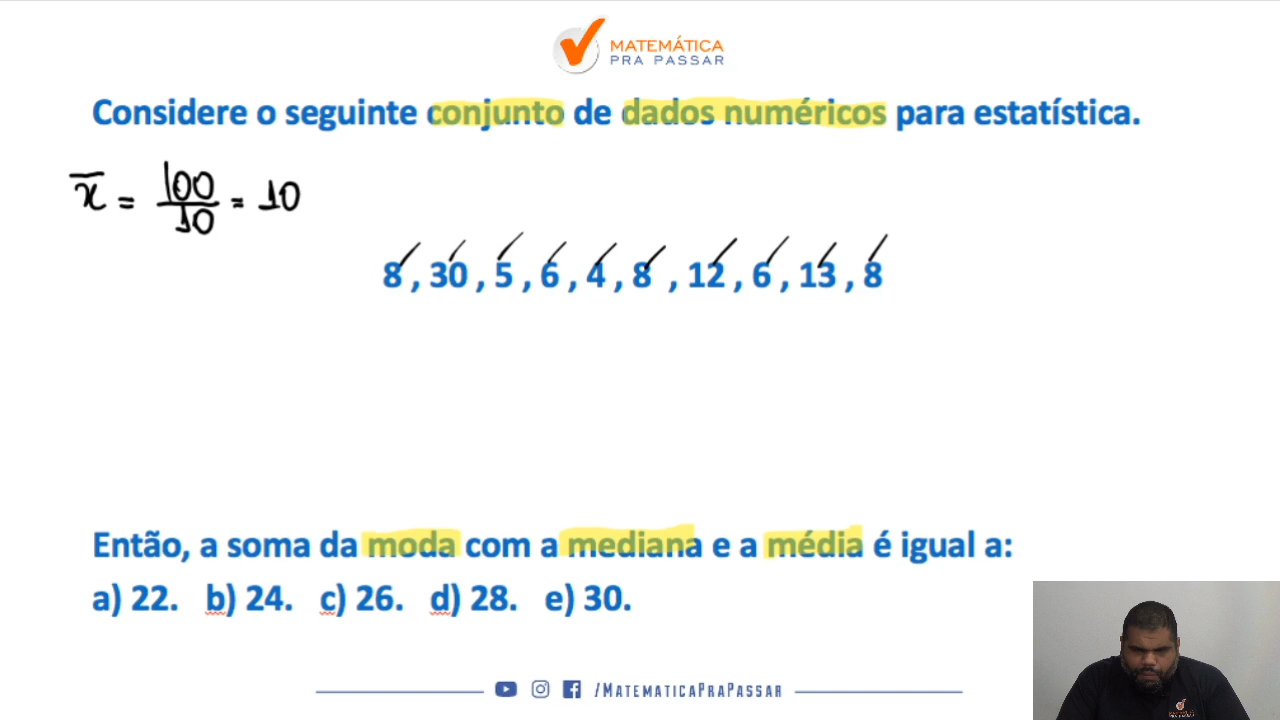 MATEMÁTICA
PRA PASSAR
Considere o seguinte conjunto de dados numéricos para estatística.
x̅ = 100/10 = 10
8 , 30 , 5 , 6 , 4 , 8 , 12 , 6 , 13 , 8
Então, a soma da moda com a mediana e a média é igual a:
a) 22. b) 24. c) 26. d) 28. e) 30.
/MATEMATICAPRAPASSAR